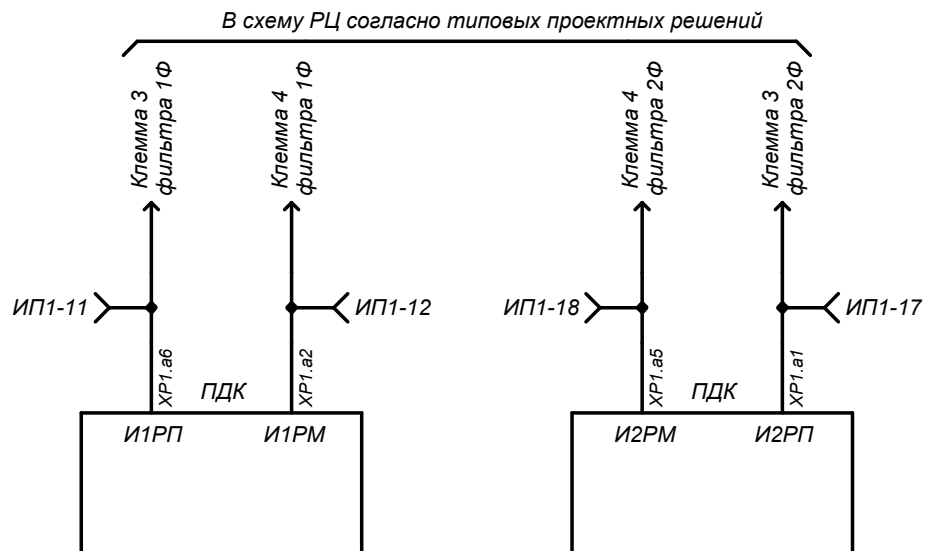 В схему РЦ согласно типовых проектных решений
Клемма 3
фильтра 1Ф
Клемма 4
фильтра 1Ф
Клемма 4
фильтра 2Ф
Клемма 3
фильтра 2Ф
ИП1-11
ИП1-12
ИП1-18
ИП1-17
XP1.a6
XP1.a2
XP1.a5
XP1.a1
ПДК
ПДК
И1РП
И1РМ
И2РМ
И2РП